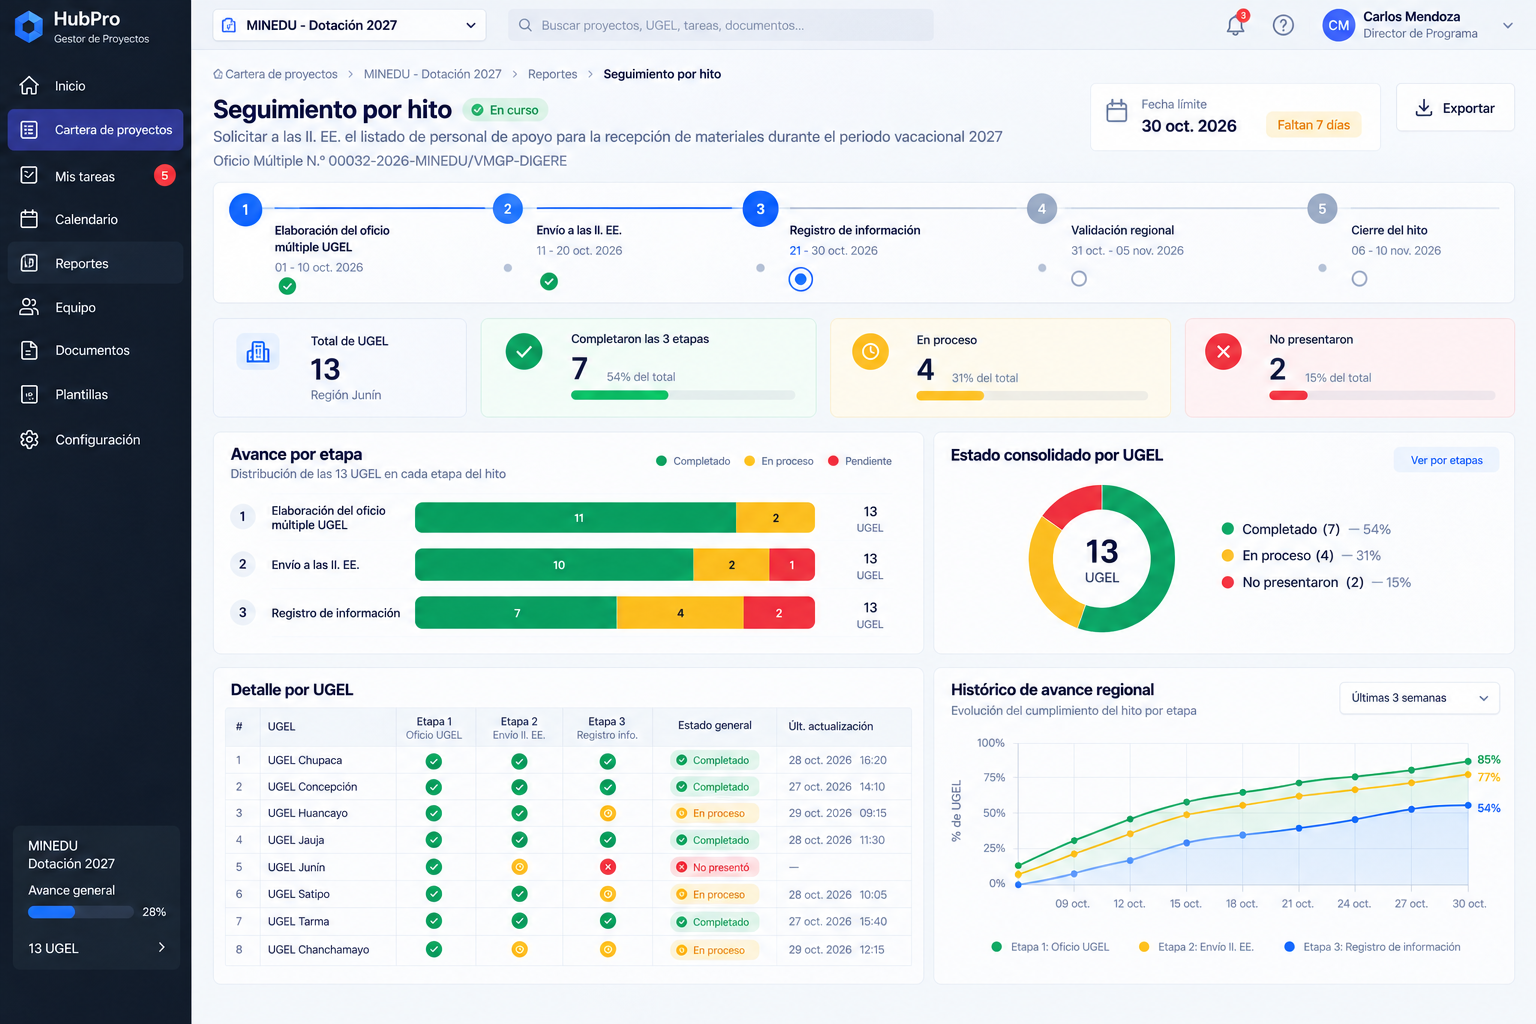 HubPro
Gestor de Proyectos
Inicio
Cartera de proyectos
Mis tareas
5
Calendario
Reportes
Equipo
Documentos
Plantillas
Configuración
MINEDU
Dotación 2027
Avance general
28%
13 UGEL
MINEDU - Dotación 2027
Buscar proyectos, UGEL, tareas, documentos...
3
CM
Carlos Mendoza
Director de Programa
Cartera de proyectos > MINEDU - Dotación 2027 > Reportes > Seguimiento por hito
Seguimiento por hito
En curso
Solicitar a las II. EE. el listado de personal de apoyo para la recepción de materiales durante el periodo vacacional 2027
Oficio Múltiple N.° 00032-2026-MINEDU/VMGP-DIGERE
Fecha límite
30 oct. 2026
Faltan 7 días
Exportar
1
Elaboración del oficio
múltiple UGEL
01 - 10 oct. 2026
2
Envío a las II. EE.
11 - 20 oct. 2026
3
Registro de información
21 - 30 oct. 2026
4
Validación regional
31 oct. - 05 nov. 2026
5
Cierre del hito
06 - 10 nov. 2026
Total de UGEL
13
Región Junín
Completaron las 3 etapas
7 54% del total
En proceso
4 31% del total
No presentaron
2 15% del total
Avance por etapa
Distribución de las 13 UGEL en cada etapa del hito
Completado En proceso Pendiente
1 Elaboración del oficio
múltiple UGEL
11 2
13
UGEL
2 Envío a las II. EE.
10 2 1
13
UGEL
3 Registro de información
7 4 2
13
UGEL
Estado consolidado por UGEL
Ver por etapas
13
UGEL
Completado (7) — 54%
En proceso (4) — 31%
No presentaron (2) — 15%
Detalle por UGEL
# UGEL Etapa 1 Etapa 2 Etapa 3 Estado general Últ. actualización
Oficio UGEL Envío II. EE. Registro info.
1 UGEL Chupaca Completado 28 oct. 2026 16:20
2 UGEL Concepción Completado 27 oct. 2026 14:10
3 UGEL Huancayo En proceso 29 oct. 2026 09:15
4 UGEL Jauja Completado 28 oct. 2026 11:30
5 UGEL Junín No presentó —
6 UGEL Satipo En proceso 28 oct. 2026 10:05
7 UGEL Tarma Completado 27 oct. 2026 15:40
8 UGEL Chanchamayo En proceso 29 oct. 2026 12:15
Histórico de avance regional
Evolución del cumplimiento del hito por etapa
Últimas 3 semanas
% de UGEL
100%
75%
50%
25%
0%
85%
77%
54%
09 oct. 12 oct. 15 oct. 18 oct. 21 oct. 24 oct. 27 oct. 30 oct.
Etapa 1: Oficio UGEL Etapa 2: Envío II. EE. Etapa 3: Registro de información